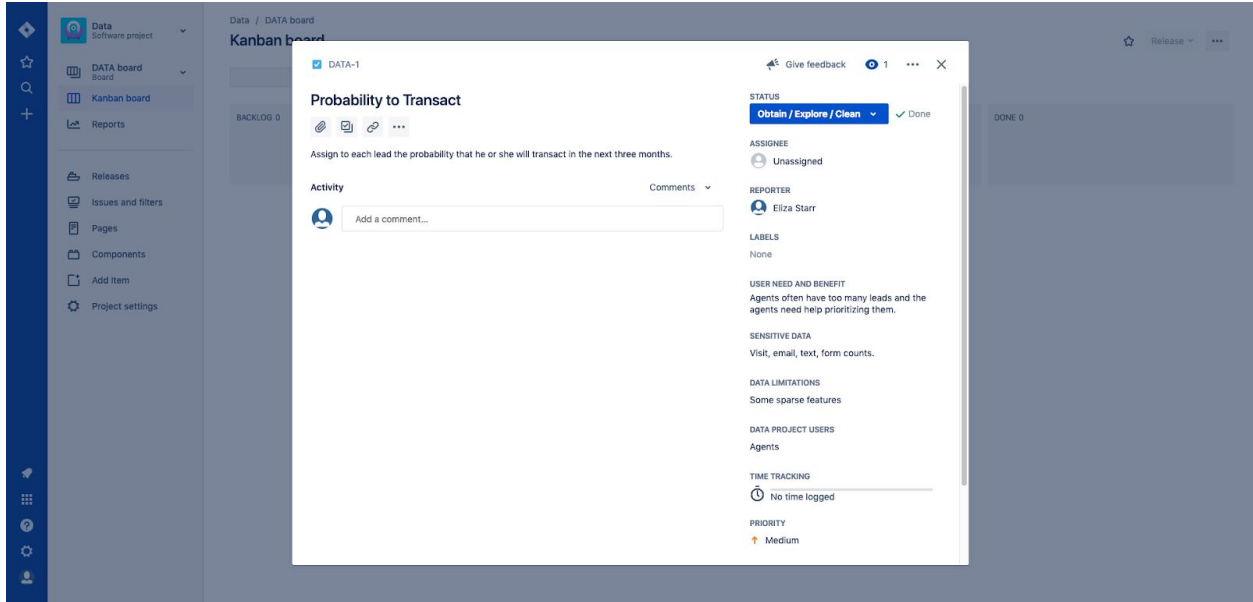 Data
Software project
DATA board
Board
Kanban board
Reports
Releases
Issues and filters
Pages
Components
Add Item
Project settings
Data / DATA board
Kanban board
Release
BACKLOG 0
DONE 0
DATA-1
Give feedback
1
Probability to Transact
Assign to each lead the probability that he or she will transact in the next three months.
Activity
Comments
Add a comment...
STATUS
Obtain / Explore / Clean
Done
ASSIGNEE
Unassigned
REPORTER
Eliza Starr
LABELS
None
USER NEED AND BENEFIT
Agents often have too many leads and the
agents need help prioritizing them.
SENSITIVE DATA
Visit, email, text, form counts.
DATA LIMITATIONS
Some sparse features
DATA PROJECT USERS
Agents
TIME TRACKING
No time logged
PRIORITY
Medium